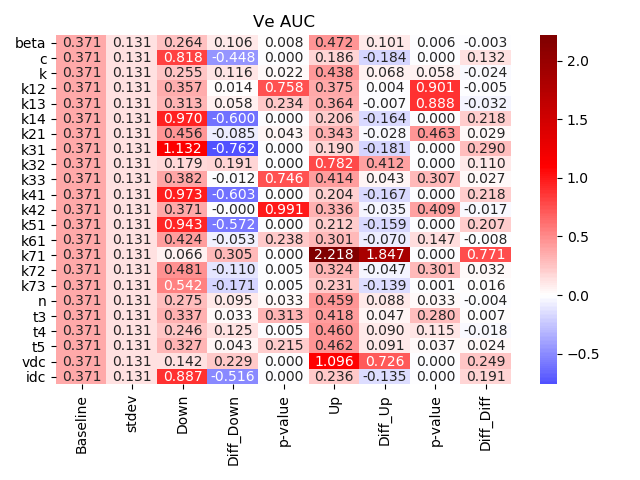 Ve AUC
beta 0.371 0.131 0.264 0.106 0.008 0.472 0.101 0.006 -0.003
c 0.371 0.131 0.818 -0.448 0.000 0.186 -0.184 0.000 0.132
k 0.371 0.131 0.255 0.116 0.022 0.438 0.068 0.058 -0.024
k12 0.371 0.131 0.357 0.014 0.758 0.375 0.004 0.901 -0.005
k13 0.371 0.131 0.313 0.058 0.234 0.364 -0.007 0.888 -0.032
k14 0.371 0.131 0.970 -0.600 0.000 0.206 -0.164 0.000 0.218
k21 0.371 0.131 0.456 -0.085 0.043 0.343 -0.028 0.463 0.029
k31 0.371 0.131 1.132 -0.762 0.000 0.190 -0.181 0.000 0.290
k32 0.371 0.131 0.179 0.191 0.000 0.782 0.412 0.000 0.110
k33 0.371 0.131 0.382 -0.012 0.746 0.414 0.043 0.307 0.027
k41 0.371 0.131 0.973 -0.603 0.000 0.204 -0.167 0.000 0.218
k42 0.371 0.131 0.371 -0.000 0.991 0.336 -0.035 0.409 -0.017
k51 0.371 0.131 0.943 -0.572 0.000 0.212 -0.159 0.000 0.207
k61 0.371 0.131 0.424 -0.053 0.238 0.301 -0.070 0.147 -0.008
k71 0.371 0.131 0.066 0.305 0.000 2.218 1.847 0.000 0.771
k72 0.371 0.131 0.481 -0.110 0.005 0.324 -0.047 0.301 0.032
k73 0.371 0.131 0.542 -0.171 0.005 0.231 -0.139 0.001 0.016
n 0.371 0.131 0.275 0.095 0.033 0.459 0.088 0.033 -0.004
t3 0.371 0.131 0.337 0.033 0.313 0.418 0.047 0.280 0.007
t4 0.371 0.131 0.246 0.125 0.005 0.460 0.090 0.115 -0.018
t5 0.371 0.131 0.327 0.043 0.215 0.462 0.091 0.037 0.024
vdc 0.371 0.131 0.142 0.229 0.000 1.096 0.726 0.000 0.249
idc 0.371 0.131 0.887 -0.516 0.000 0.236 -0.135 0.000 0.191
Baseline stdev Down Diff_Down p-value Up Diff_Up p-value Diff_Diff
2.0
1.5
1.0
0.5
0.0
-0.5